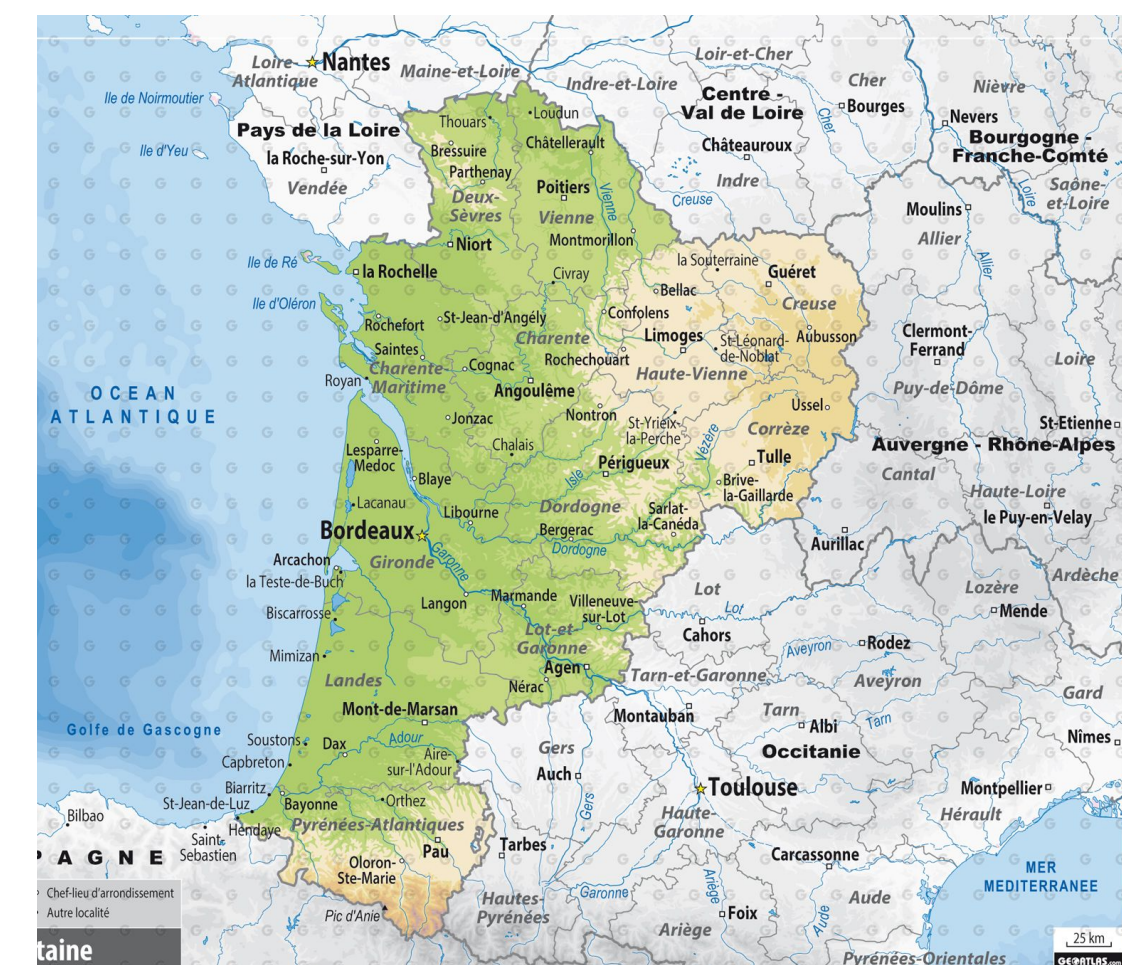 Loire-
Atlantique
Nantes
Maine-et-Loire
Indre-et-Loire
Loir-et-Cher
Cher
Nièvre
Ile de Noirmoutier
Centre -
Val de Loire
Bourges
Cher
Nevers
Bourgogne -
Franche-Comté
Pays de la Loire
Thouars
Loudun
Ile d'Yeu
la Roche-sur-Yon
Vendée
Bressuire
Parthenay
Châtellerault
Châteauroux
Indre
Creuse
Loire
Saône-
et-Loire
Deux-
Sèvres
Poitiers
Vienne
Vienne
Moulins
Allier
Allier
Niort
Montmorillon
Ile de Ré
la Rochelle
Civray
la Souterraine
Guéret
Creuse
Ile d'Oléron
Bellac
Rochefort
St-Jean-d'Angély
Confolens
Charente
Limoges
St-Léonard-
de-Noblat
Aubusson
Clermont-
Ferrand
Loire
Saintes
Charente-
Maritime
Cognac
Rochechouart
Haute-Vienne
Royan
Angoulême
Puy-de-Dôme
OCEAN
ATLANTIQUE
Jonzac
Nontron
St-Yrieix-
la-Perche
Ussel
Corrèze
St-Etienne
Auvergne - Rhône-Alpes
Chalais
Vézère
Tulle
Lesparre-
Medoc
Blaye
Isle
Périgueux
Brive-
la-Gaillarde
Cantal
Haute-Loire
le Puy-en-Velay
Lacanau
Libourne
Dordogne
Sarlat-
la-Canéda
Bordeaux
Bergerac
Dordogne
Aurillac
Arcachon
Gironde
Garonne
la Teste-de-Buch
Ardèche
Lozère
Mende
Biscarrosse
Langon
Marmande
Villeneuve-
sur-Lot
Lot
Lot
Cahors
Lot-et-
Garonne
Rodez
Aveyron
Aveyron
Mimizan
Landes
Agen
Nérac
Tarn-et-Garonne
Gard
Mont-de-Marsan
Montauban
Tarn
Albi
Tarn
Nîmes
Golfe de Gascogne
Soustons
Dax
Adour
Aire-
sur-l'Adour
Gers
Occitanie
Capbreton
Auch
Toulouse
Montpellier
Hérault
Biarritz
St-Jean-de-Luz
Bayonne
Orthez
Gers
Haute-
Garonne
Bilbao
Hendaye
Pyrénées-Atlantiques
Saint-
Sebastien
Pau
Tarbes
Carcassonne
PAGNE
Oloron-
Ste-Marie
MER
MEDITERRANEE
Chef-lieu d'arrondissement
Autre localité
Pic d'Anie
Hautes-
Pyrénées
Garonne
Ariège
Foix
Ariège
Aude
Aude
25 km
taine
Pyrénées-Orientales
GEOATLAS.com